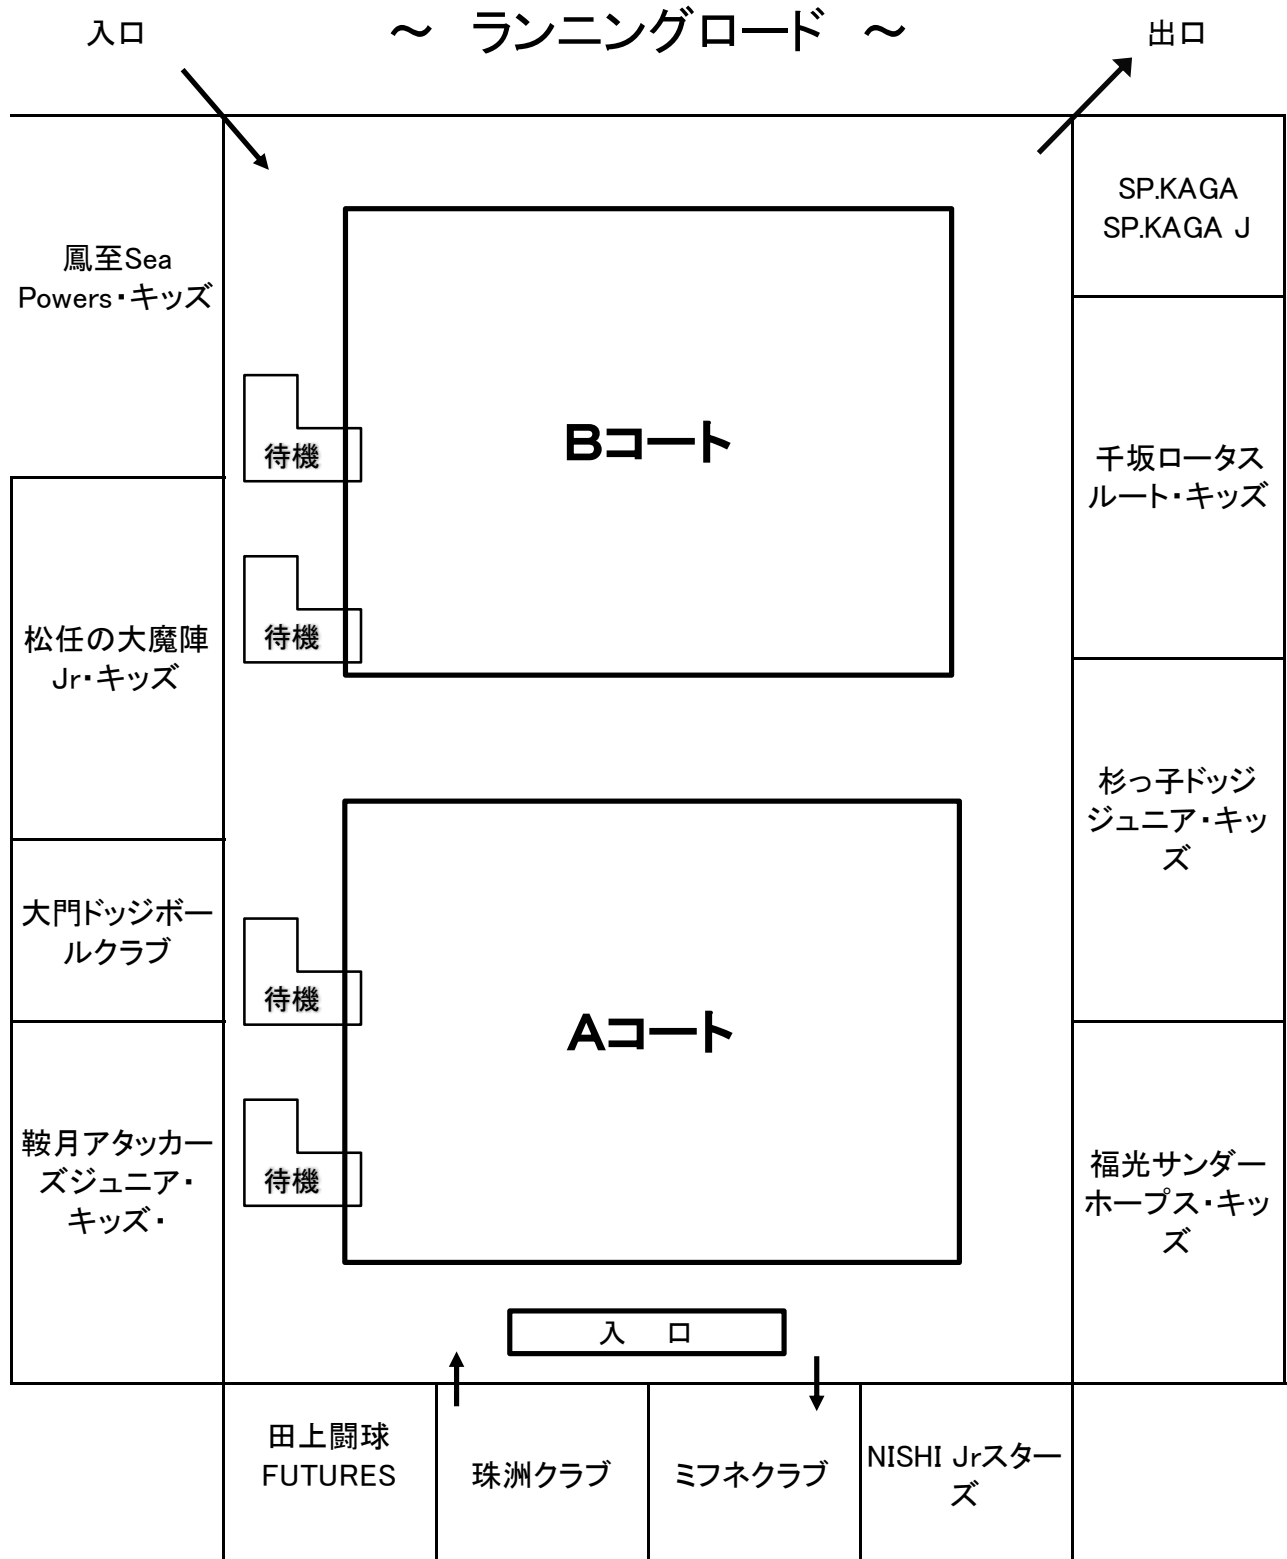 入口
～ ランニングロード ～
出口
鳳至Sea
Powers・キッズ
SP.KAGA
SP.KAGA J
Bコート
待機
千坂ロータス
ルート・キッズ
待機
松任の大魔陣
Jr・キッズ
杉っ子ドッジ
ジュニア・キッ
ズ
大門ドッジボー
ルクラブ
待機
Aコート
鞍月アタッカー
ズジュニア・
キッズ・
待機
福光サンダー
ホープス・キッ
ズ
入 口
田上闘球
FUTURES
珠洲クラブ
ミフネクラブ
NISHI Jrスター
ズ